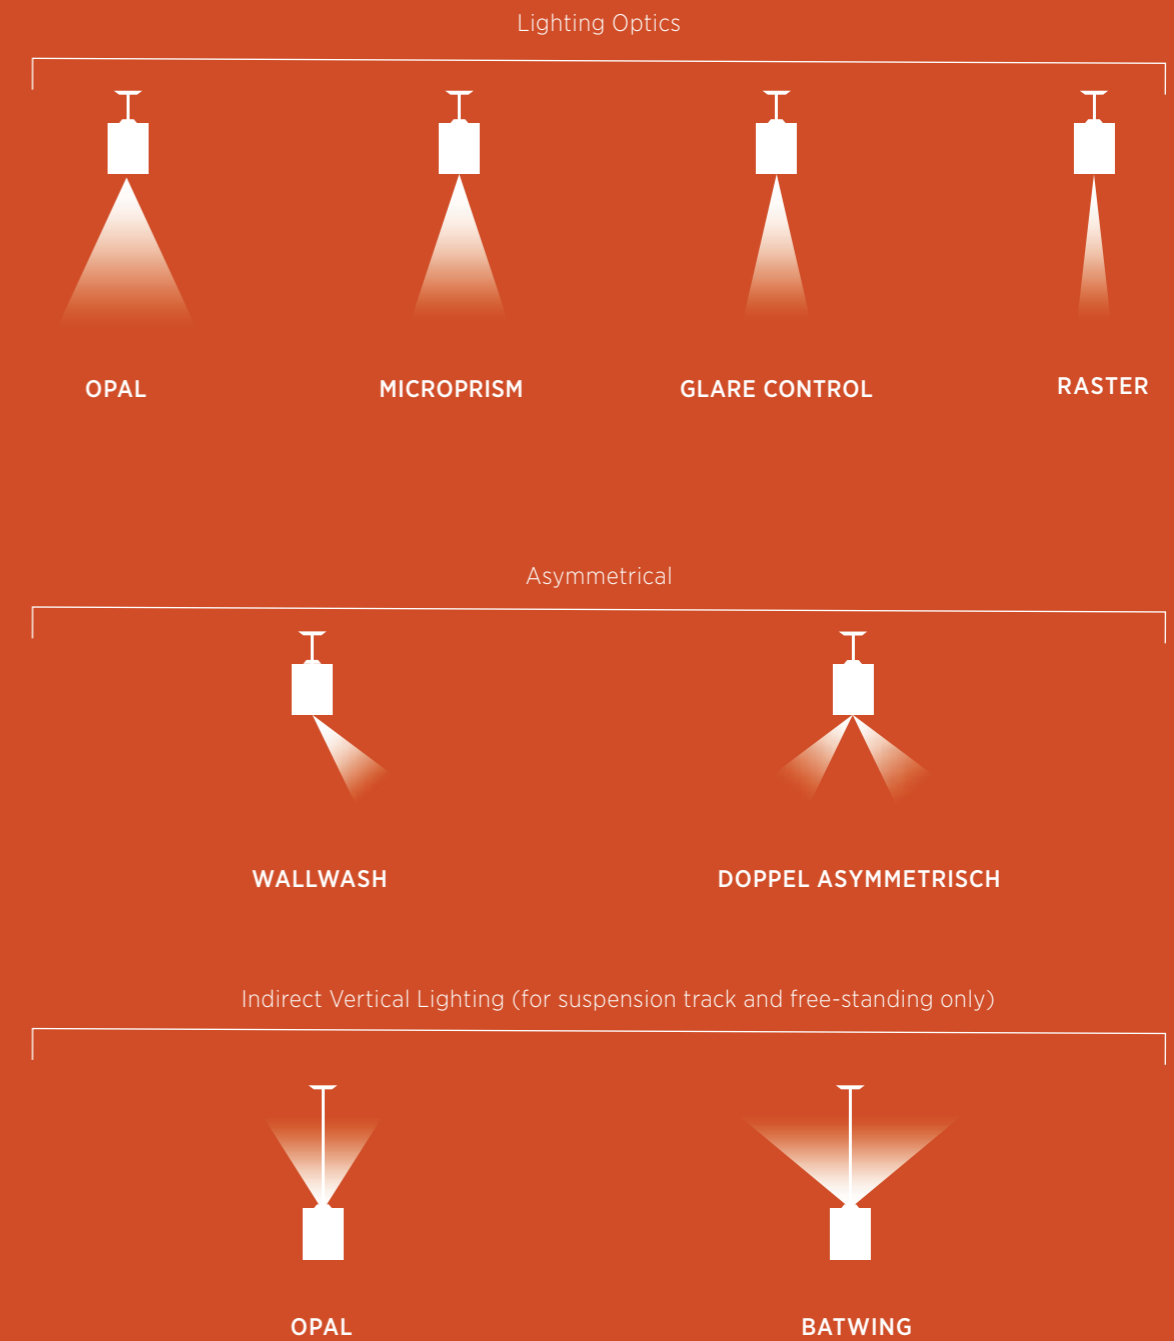 Lighting Optics
OPAL
MICROPRISM
GLARE CONTROL
RASTER
Asymmetrical
WALLWASH
DOPPEL ASYMMETRISCH
Indirect Vertical Lighting (for suspension track and free-standing only)
OPAL
BATWING